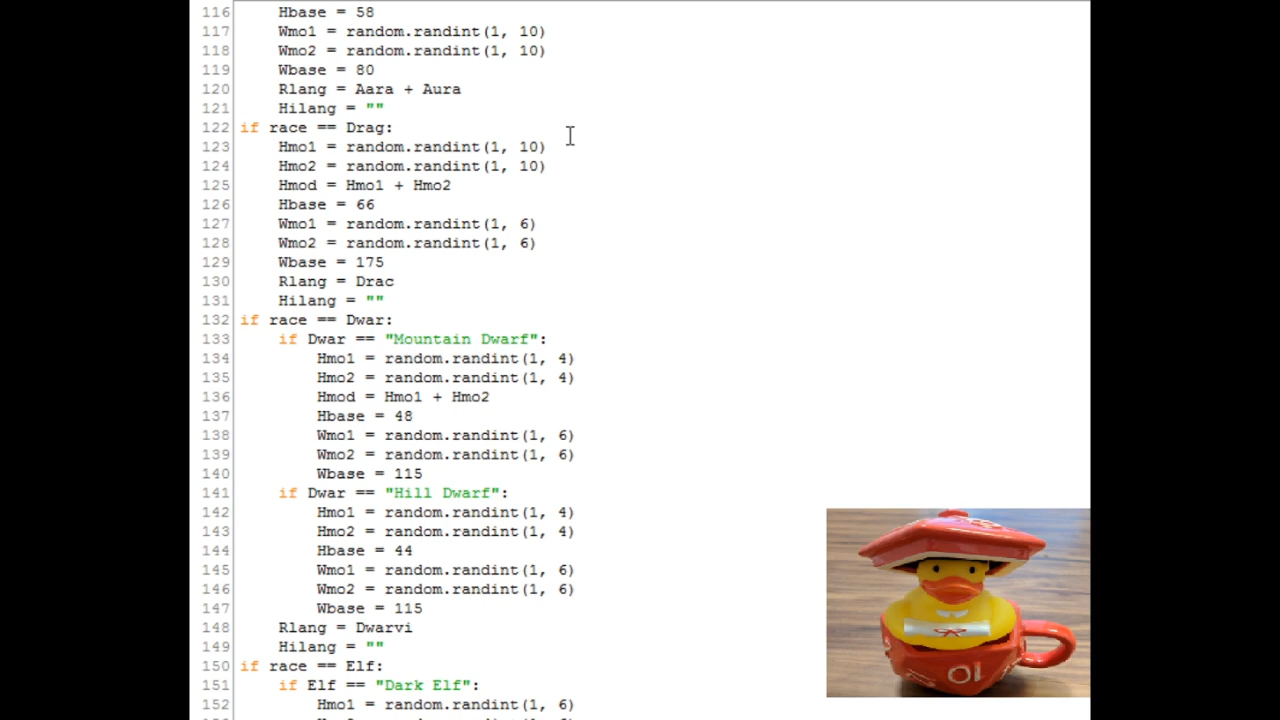 116 Hbase = 58
117 Wmo1 = random.randint(1, 10)
118 Wmo2 = random.randint(1, 10)
119 Wbase = 80
120 Rlang = Aara + Aura
121 Hilang = ""
122 if race == Drag:
123 Hmo1 = random.randint(1, 10)
124 Hmo2 = random.randint(1, 10)
125 Hmod = Hmo1 + Hmo2
126 Hbase = 66
127 Wmo1 = random.randint(1, 6)
128 Wmo2 = random.randint(1, 6)
129 Wbase = 175
130 Rlang = Drac
131 Hilang = ""
132 if race == Dwar:
133 if Dwar == "Mountain Dwarf":
134 Hmo1 = random.randint(1, 4)
135 Hmo2 = random.randint(1, 4)
136 Hmod = Hmo1 + Hmo2
137 Hbase = 48
138 Wmo1 = random.randint(1, 6)
139 Wmo2 = random.randint(1, 6)
140 Wbase = 115
141 if Dwar == "Hill Dwarf":
142 Hmo1 = random.randint(1, 4)
143 Hmo2 = random.randint(1, 4)
144 Hbase = 44
145 Wmo1 = random.randint(1, 6)
146 Wmo2 = random.randint(1, 6)
147 Wbase = 115
148 Rlang = Dwarvi
149 Hilang = ""
150 if race == Elf:
151 if Elf == "Dark Elf":
152 Hmo1 = random.randint(1, 6)
10